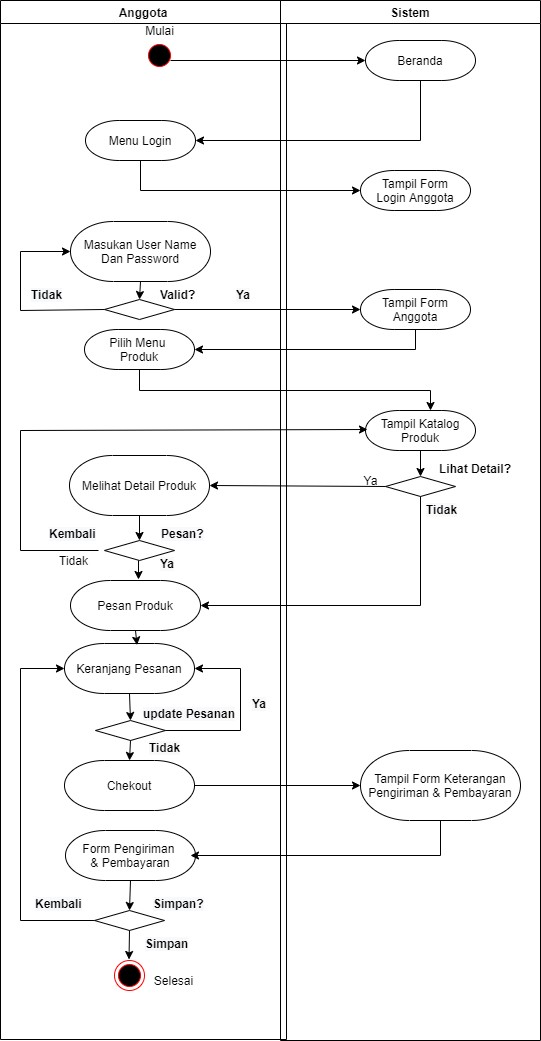 Anggota
Sistem
Mulai
Beranda
Menu Login
Tampil Form
Login Anggota
Masukan User Name
Dan Password
Tidak
Valid?
Ya
Tampil Form
Anggota
Pilih Menu
Produk
Tampil Katalog
Produk
Lihat Detail?
Ya
Melihat Detail Produk
Tidak
Kembali
Pesan?
Tidak
Ya
Pesan Produk
Keranjang Pesanan
Ya
update Pesanan
Tidak
Chekout
Tampil Form Keterangan
Pengiriman & Pembayaran
Form Pengiriman
& Pembayaran
Kembali
Simpan?
Simpan
Selesai